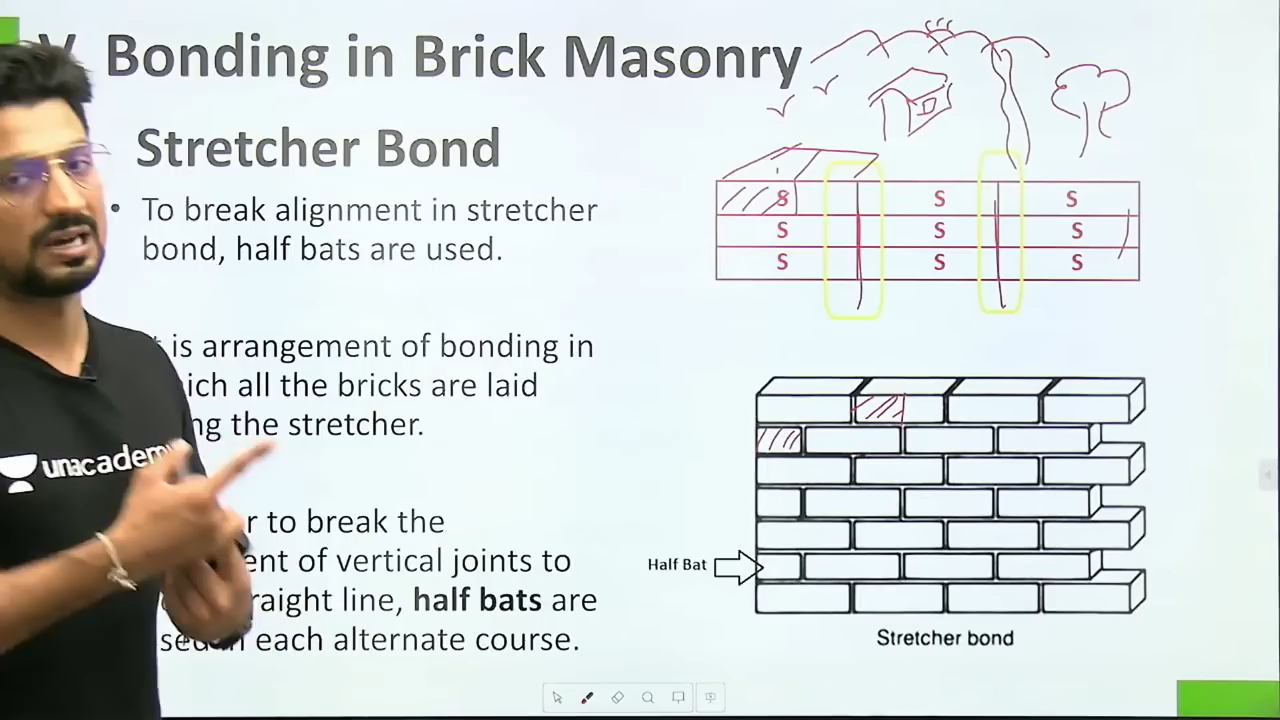 Bonding in Brick Masonry
Stretcher Bond
• To break alignment in stretcher
bond, half bats are used.
is arrangement of bonding in
all the bricks are laid
the stretcher.
to break the
of vertical joints to
line, half bats are
each alternate course.
unacademy
S S S
S S S
S S S
Half Bat
Stretcher bond